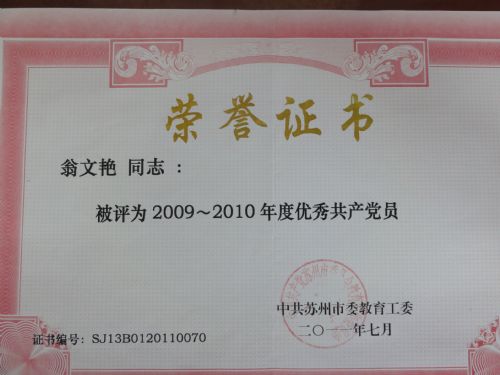 荣誉证书
翁文艳 同志：
被评为 2009～2010 年度优秀共产党员
中共苏州市委教育工委
二〇一一年七月
证书编号：SJ13B0120110070